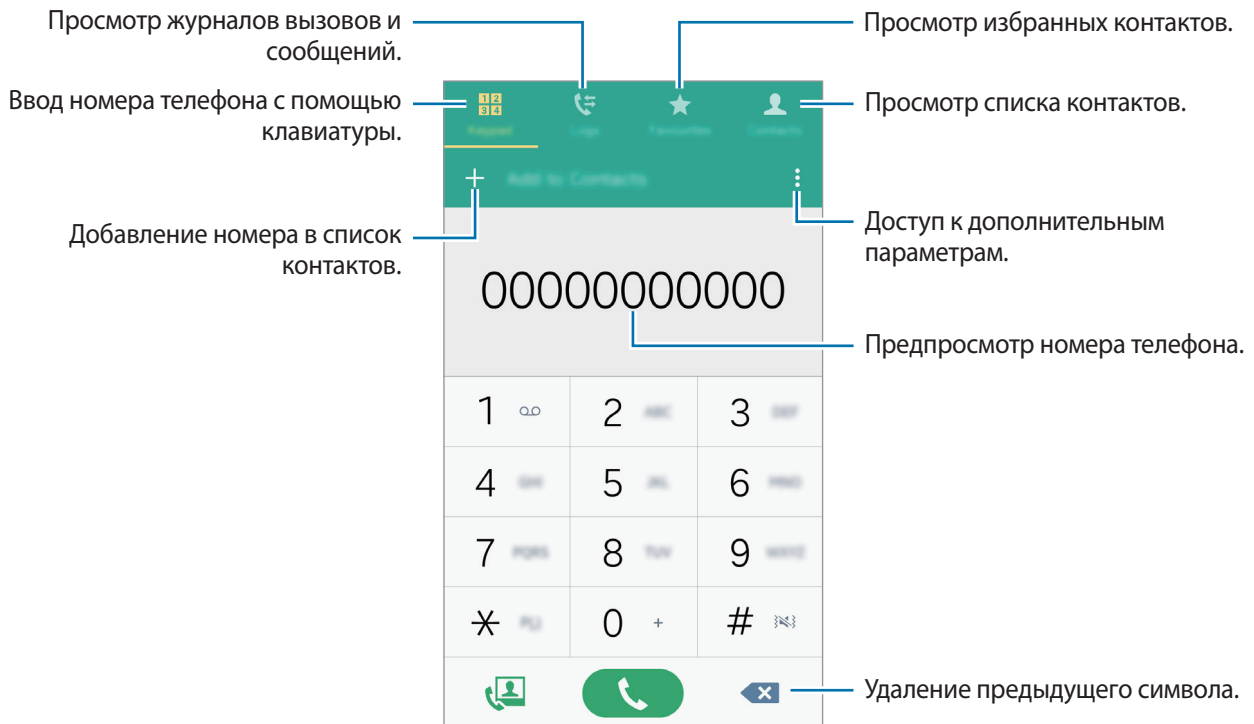 Просмотр журналов вызовов и
сообщений.
Просмотр избранных контактов.
Ввод номера телефона с помощью
клавиатуры.
Просмотр списка контактов.
Keypad
Logs
Favourites
Contacts
Add to Contacts
Добавление номера в список
контактов.
Доступ к дополнительным
параметрам.
00000000000
Предпросмотр номера телефона.
1
2 ABC
3 DEF
4 GHI
5 JKL
6 MNO
7 PQRS
8 TUV
9 WXYZ
*
0 +
#
Удаление предыдущего символа.